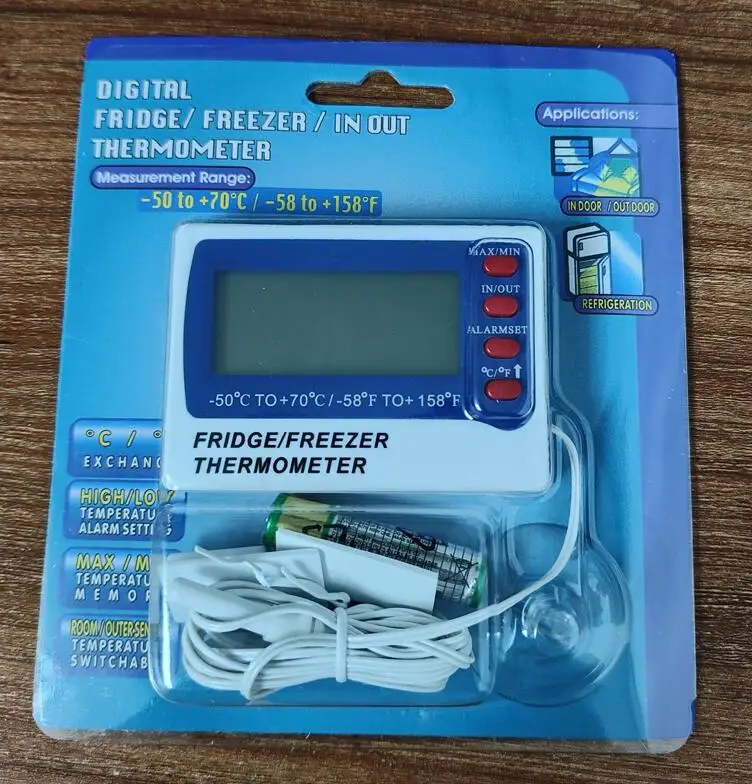 DIGITAL
FRIDGE/ FREEZER / IN OUT
THERMOMETER
Measurement Range:
-50 to +70°C / -58 to +158°F
Applications:
IN DOOR / OUT DOOR
REFRIGERATION
MAX/MIN
IN/OUT
ALARMSET
°C/°F↑
-50°C TO+70°C/-58°F TO+ 158°F
FRIDGE/FREEZER
THERMOMETER
°C / °
EXCHANG
HIGH/LOW
TEMPERATU
ALARM SETTING
MAX / M
TEMPERATU
MEMOR
ROOM/OUTER-SEN
TEMPERATU
SWITCHAB